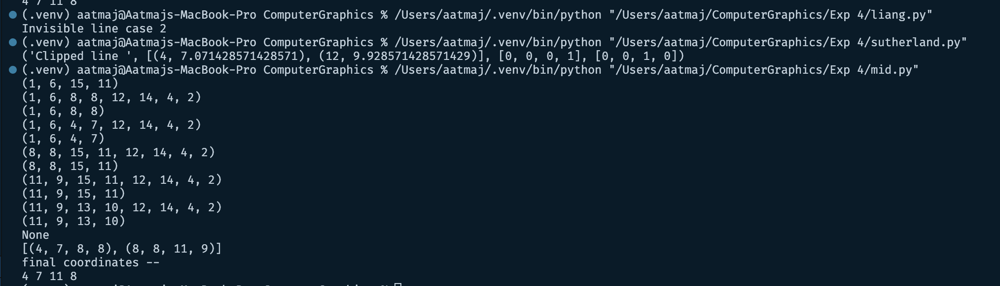 4 7 11 8
(.venv) aatmaj@Aatmajs-MacBook-Pro ComputerGraphics % /Users/aatmaj/.venv/bin/python "/Users/aatmaj/ComputerGraphics/Exp 4/liang.py"
Invisible line case 2
(.venv) aatmaj@Aatmajs-MacBook-Pro ComputerGraphics % /Users/aatmaj/.venv/bin/python "/Users/aatmaj/ComputerGraphics/Exp 4/sutherland.py"
('Clipped line ', [(4, 7.071428571428571), (12, 9.928571428571429)], [0, 0, 0, 1], [0, 0, 1, 0])
(.venv) aatmaj@Aatmajs-MacBook-Pro ComputerGraphics % /Users/aatmaj/.venv/bin/python "/Users/aatmaj/ComputerGraphics/Exp 4/mid.py"
(1, 6, 15, 11)
(1, 6, 8, 8, 12, 14, 4, 2)
(1, 6, 8, 8)
(1, 6, 4, 7, 12, 14, 4, 2)
(1, 6, 4, 7)
(8, 8, 15, 11, 12, 14, 4, 2)
(8, 8, 15, 11)
(11, 9, 15, 11, 12, 14, 4, 2)
(11, 9, 15, 11)
(11, 9, 13, 10, 12, 14, 4, 2)
(11, 9, 13, 10)
None
[(4, 7, 8, 8), (8, 8, 11, 9)]
final coordinates --
4 7 11 8